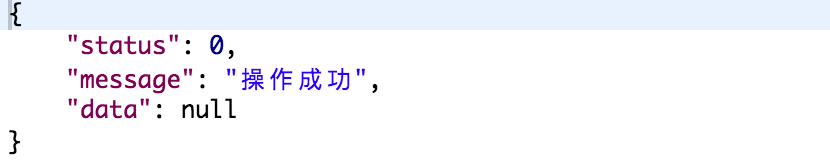 {
    "status": 0,
    "message": "操作成功",
    "data": null
}